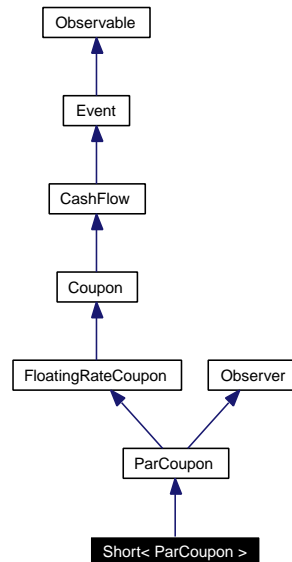 Observable
Event
CashFlow
Coupon
FloatingRateCoupon
Observer
ParCoupon
Short< ParCoupon >